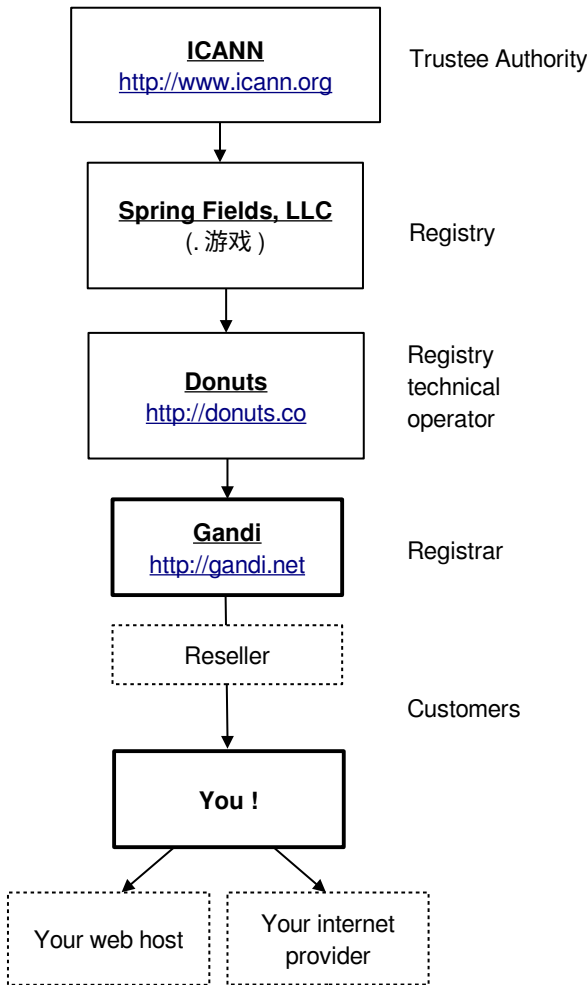 ICANN
http://www.icann.org
Trustee Authority
Spring Fields, LLC
(. 游戏 )
Registry
Donuts
http://donuts.co
Registry
technical
operator
Gandi
http://gandi.net
Registrar
Reseller
Customers
You !
Your web host
Your internet
provider